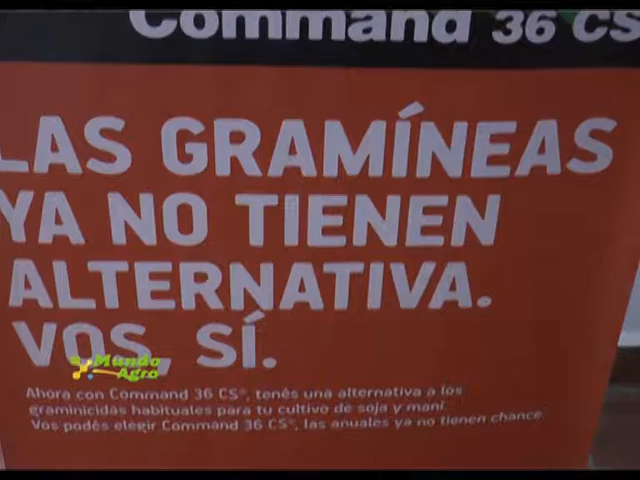 Command 36 CS
LAS GRAMÍNEAS
YA NO TIENEN
ALTERNATIVA.
VOS, SÍ.
Mundo
Agro
Ahora con Command 36 CS®, tenés una alternativa a los
graminicidas habituales para tu cultivo de soja y maní.
Vos podés elegir Command 36 CS®, las anuales ya no tienen chance.